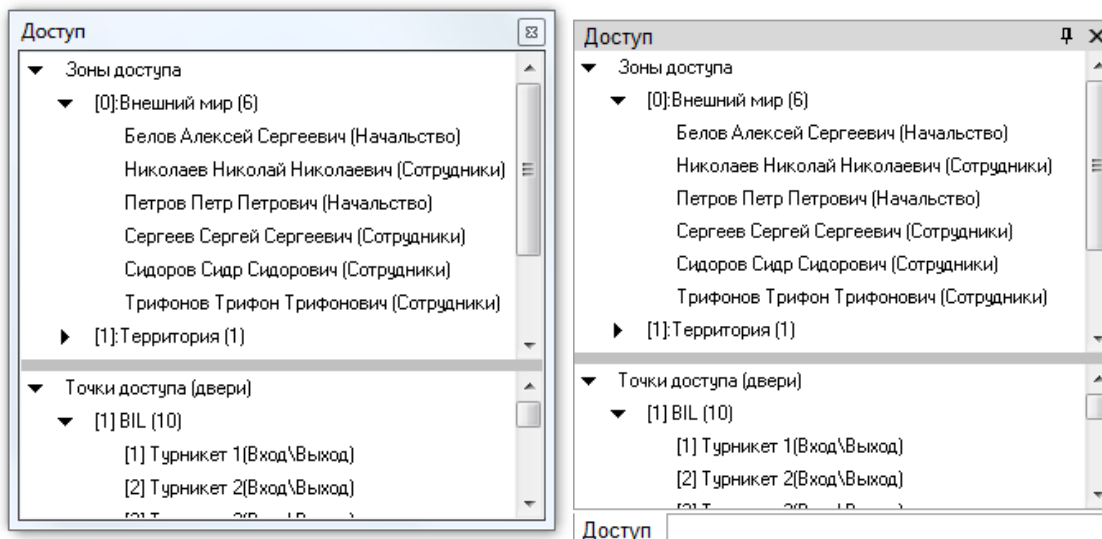 Доступ
Зоны доступа
[0]:Внешний мир (6)
Белов Алексей Сергеевич (Начальство)
Николаев Николай Николаевич (Сотрудники)
Петров Петр Петрович (Начальство)
Сергеев Сергей Сергеевич (Сотрудники)
Сидоров Сидр Сидорович (Сотрудники)
Трифонов Трифон Трифонович (Сотрудники)
[1]:Территория (1)
Точки доступа (двери)
[1] BIL (10)
[1] Турникет 1(Вход\Выход)
[2] Турникет 2(Вход\Выход)
Доступ
Зоны доступа
[0]:Внешний мир (6)
Белов Алексей Сергеевич (Начальство)
Николаев Николай Николаевич (Сотрудники)
Петров Петр Петрович (Начальство)
Сергеев Сергей Сергеевич (Сотрудники)
Сидоров Сидр Сидорович (Сотрудники)
Трифонов Трифон Трифонович (Сотрудники)
[1]:Территория (1)
Точки доступа (двери)
[1] BIL (10)
[1] Турникет 1(Вход\Выход)
[2] Турникет 2(Вход\Выход)
Доступ